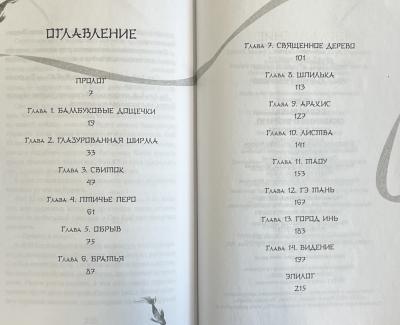 ОГЛАВЛЕНИЕ
ПРОЛОГ
7
Глава 1. БАМБУКОВЫЕ ДОЩЕЧКИ
19
Глава 2. ГЛАЗУРОВАННАЯ ШИРМА
33
Глава 3. СВИТОК
47
Глава 4. ПТИЧЬЕ ПЕРО
61
Глава 5. ОБРЫВ
75
Глава 6. БРАТЬЯ
87
Глава 7. СВЯЩЕННОЕ ДЕРЕВО
101
Глава 8. ШПИЛЬКА
113
Глава 9. АРАХИС
127
Глава 10. ЛИСТВА
141
Глава 11. ТАОУ
153
Глава 12. ГЭ ТАНЬ
167
Глава 13. ГОРОД ИНЬ
183
Глава 14. ВИДЕНИЕ
197
ЭПИЛОГ
215